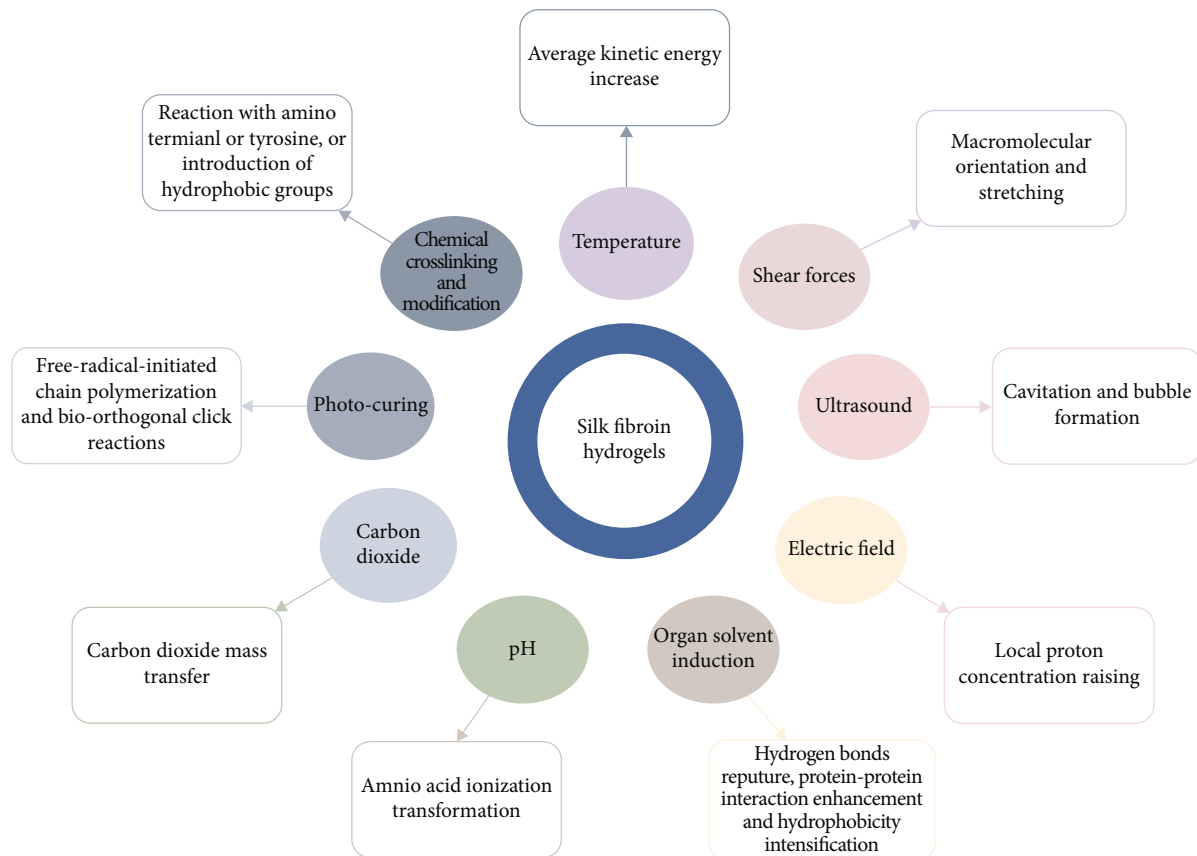 Average kinetic energy
increase
Reaction with amino
termianl or tyrosine, or
introduction of
hydrophobic groups
Macromolecular
orientation and
stretching
Chemical
crosslinking
and
modification
Temperature
Shear forces
Free-radical-initiated
chain polymerization
and bio-orthogonal click
reactions
Photo-curing
Silk fibroin
hydrogels
Ultrasound
Cavitation and bubble
formation
Carbon
dioxide
Electric field
Carbon dioxide mass
transfer
pH
Organ solvent
induction
Local proton
concentration raising
Amnio acid ionization
transformation
Hydrogen bonds
reputure, protein-protein
interaction enhancement
and hydrophobicity
intensification